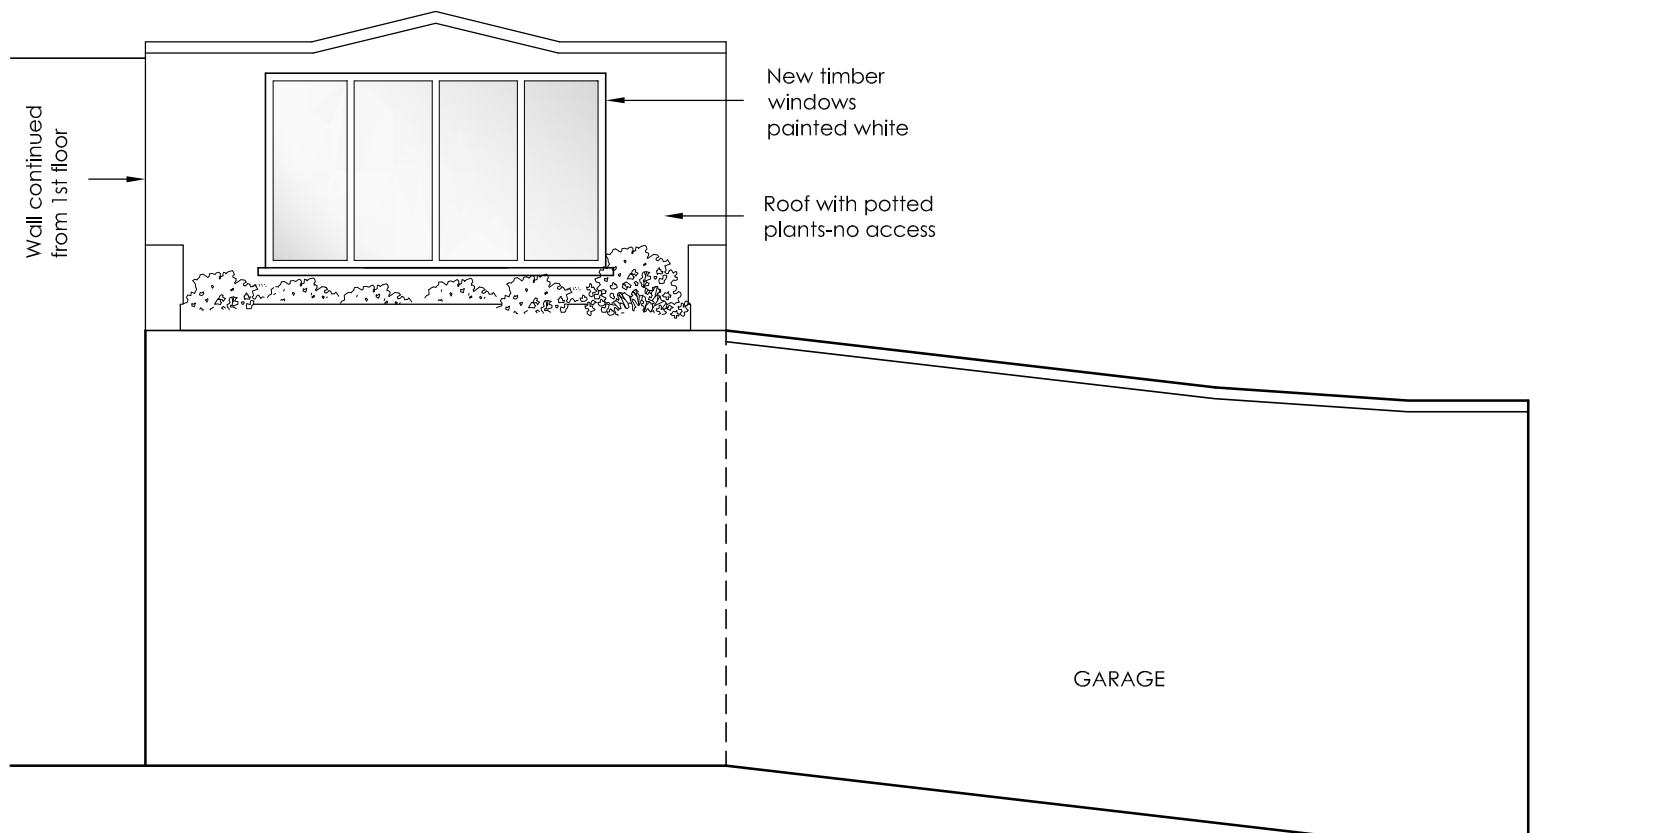 Wall continued
from 1st floor
New timber
windows
painted white
Roof with potted
plants-no access
GARAGE